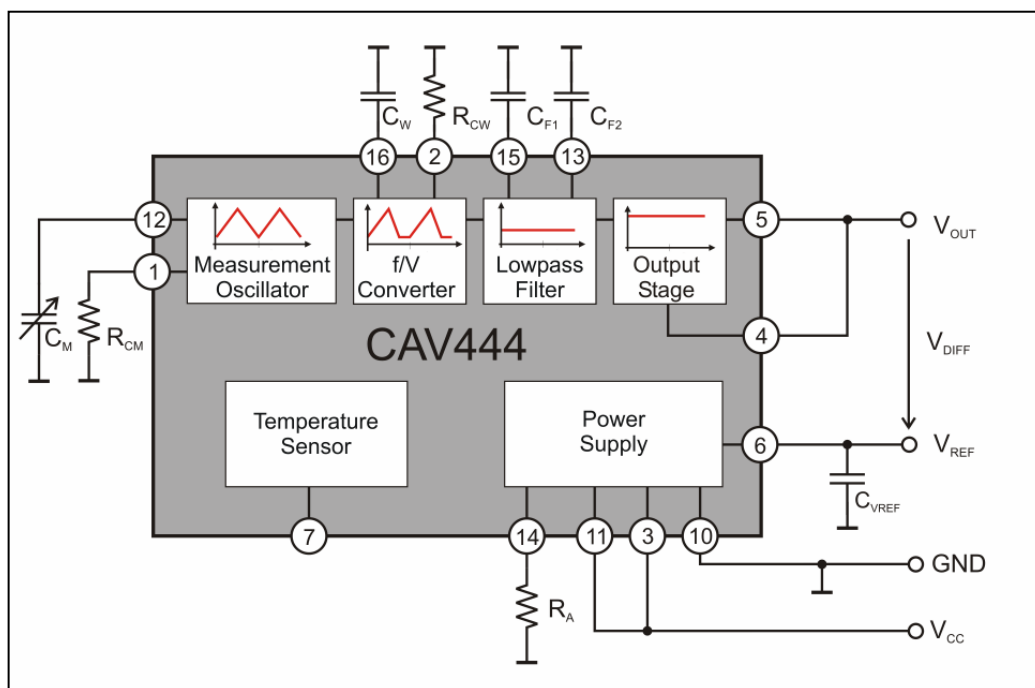 C_W
R_CW
C_F1
C_F2
16
2
15
13
12
Measurement
Oscillator
f/V
Converter
Lowpass
Filter
Output
Stage
5
V_OUT
1
C_M
R_CM
CAV444
4
V_DIFF
Temperature
Sensor
Power
Supply
6
V_REF
C_VREF
7
14
11
3
10
GND
R_A
V_CC